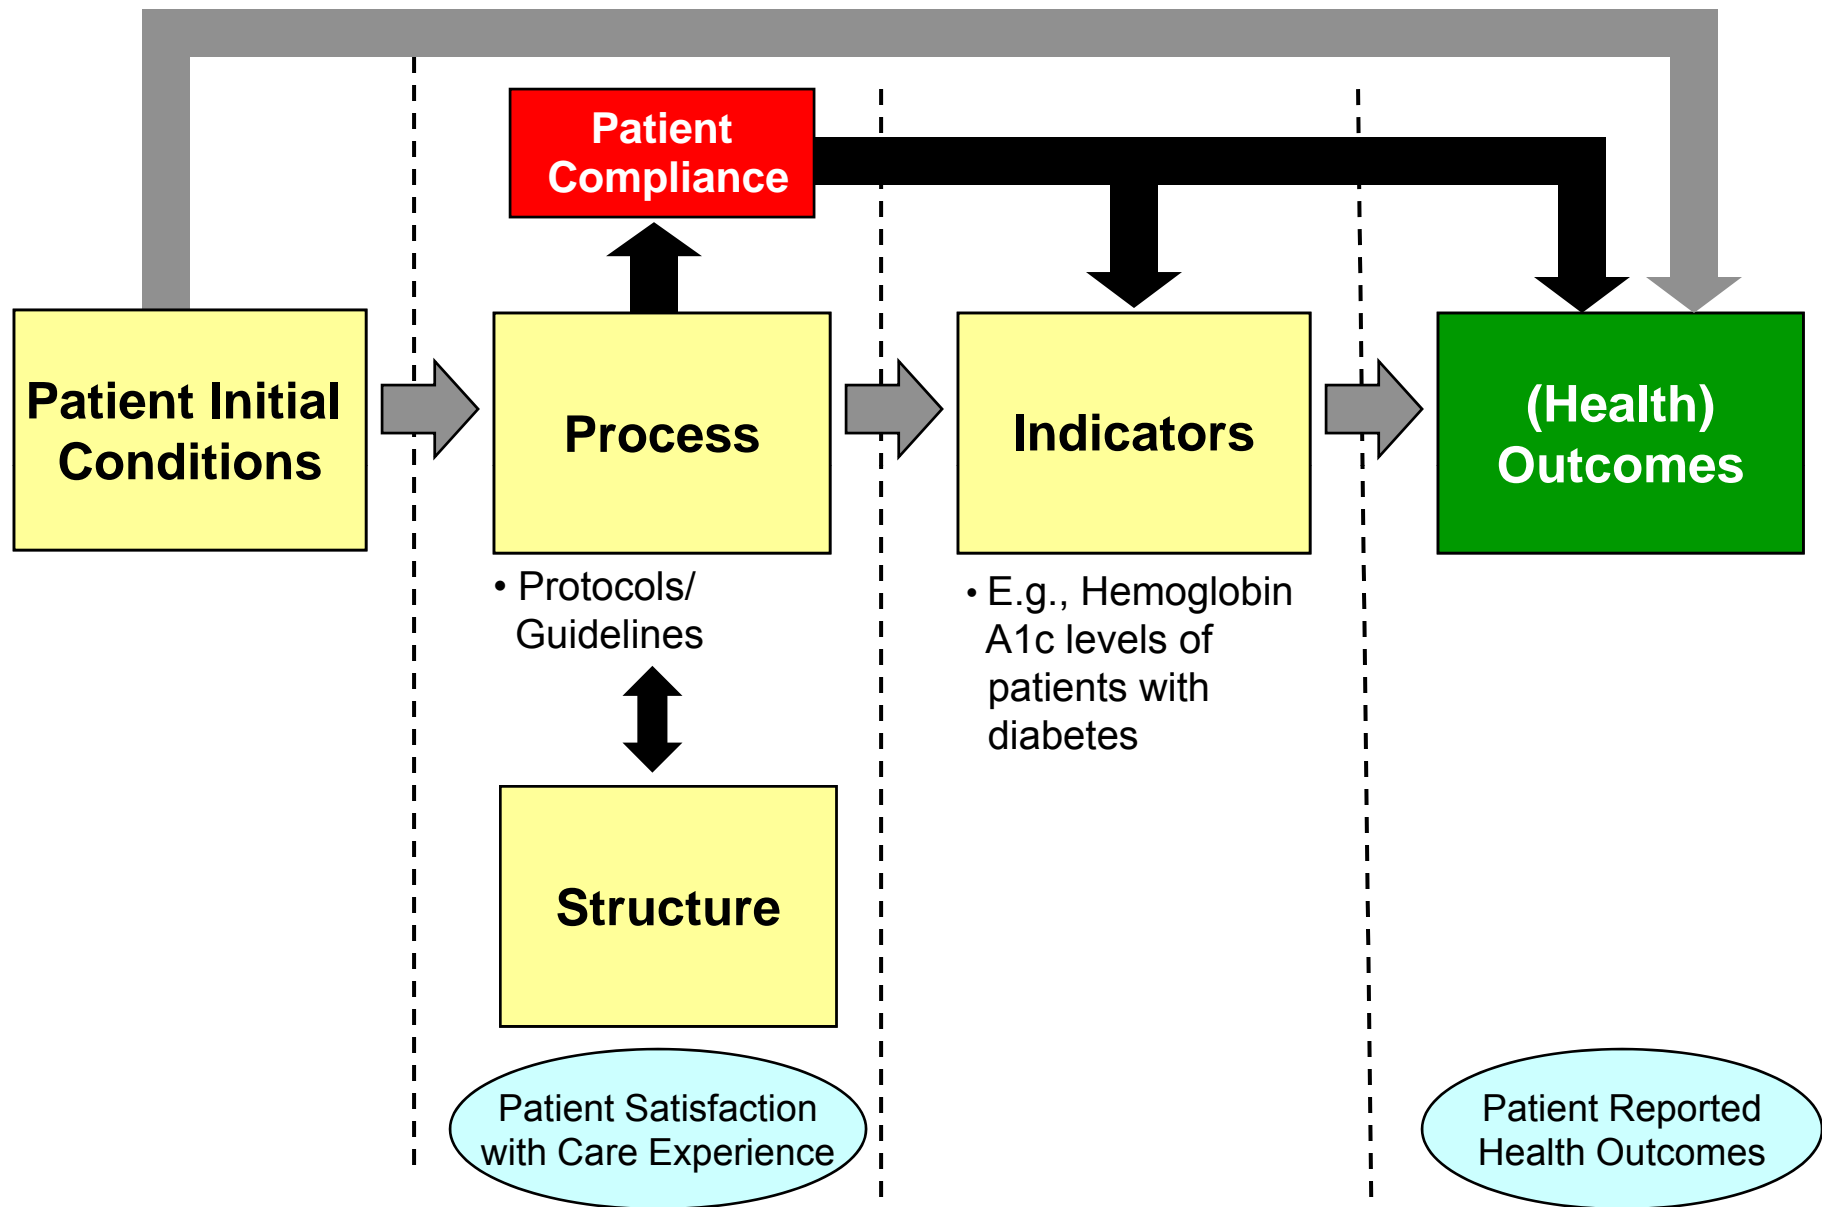 Patient
Compliance
Patient Initial
Conditions
Process
Indicators
(Health)
Outcomes
• Protocols/
Guidelines
• E.g., Hemoglobin
A1c levels of
patients with
diabetes
Structure
Patient Satisfaction
with Care Experience
Patient Reported
Health Outcomes